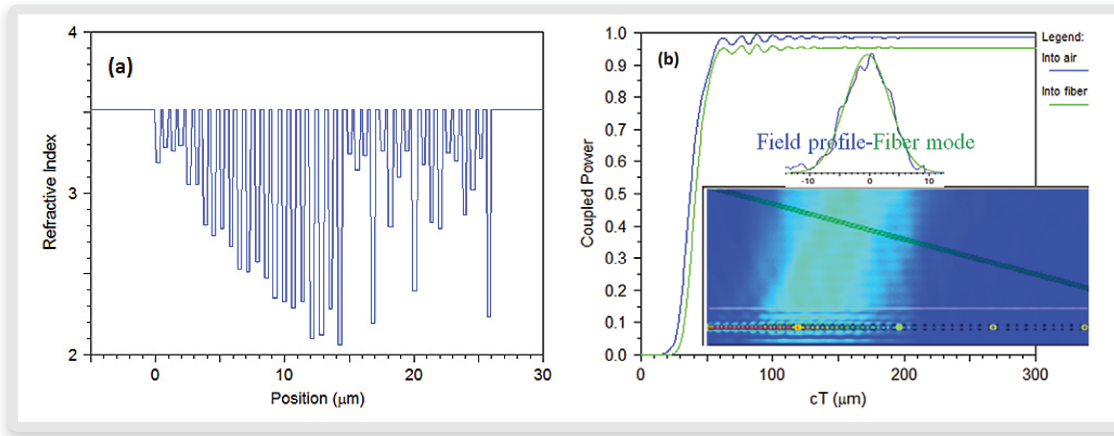 (a)
4
3
2
Refractive Index
0
10
20
30
Position (μm)
(b)
1.0
0.9
0.8
0.7
0.6
0.5
0.4
0.3
0.2
0.1
0.0
Coupled Power
Legend:
Into air
Into fiber
Field profile-Fiber mode
-10
0
10
0
100
200
300
cT (μm)